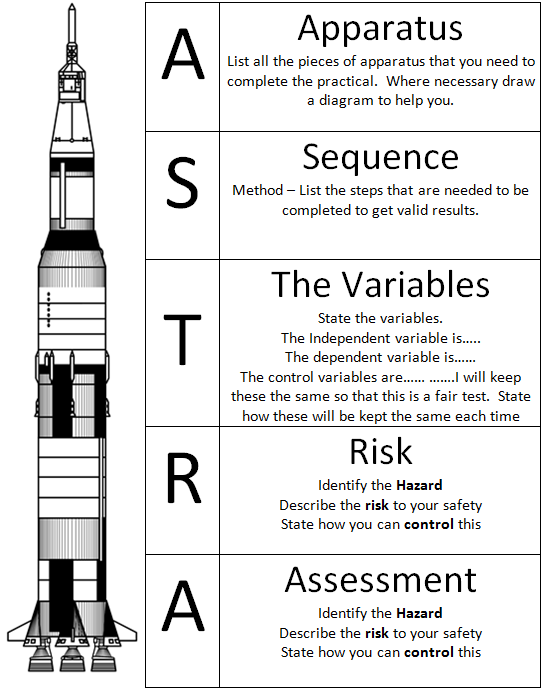 A
Apparatus
List all the pieces of apparatus that you need to
complete the practical.  Where necessary draw
a diagram to help you.
S
Sequence
Method – List the steps that are needed to be
completed to get valid results.
T
The Variables
State the variables.
The Independent variable is.....
The dependent variable is......
The control variables are...... .......I will keep
these the same so that this is a fair test.  State
how these will be kept the same each time
R
Risk
Identify the Hazard
Describe the risk to your safety
State how you can control this
A
Assessment
Identify the Hazard
Describe the risk to your safety
State how you can control this